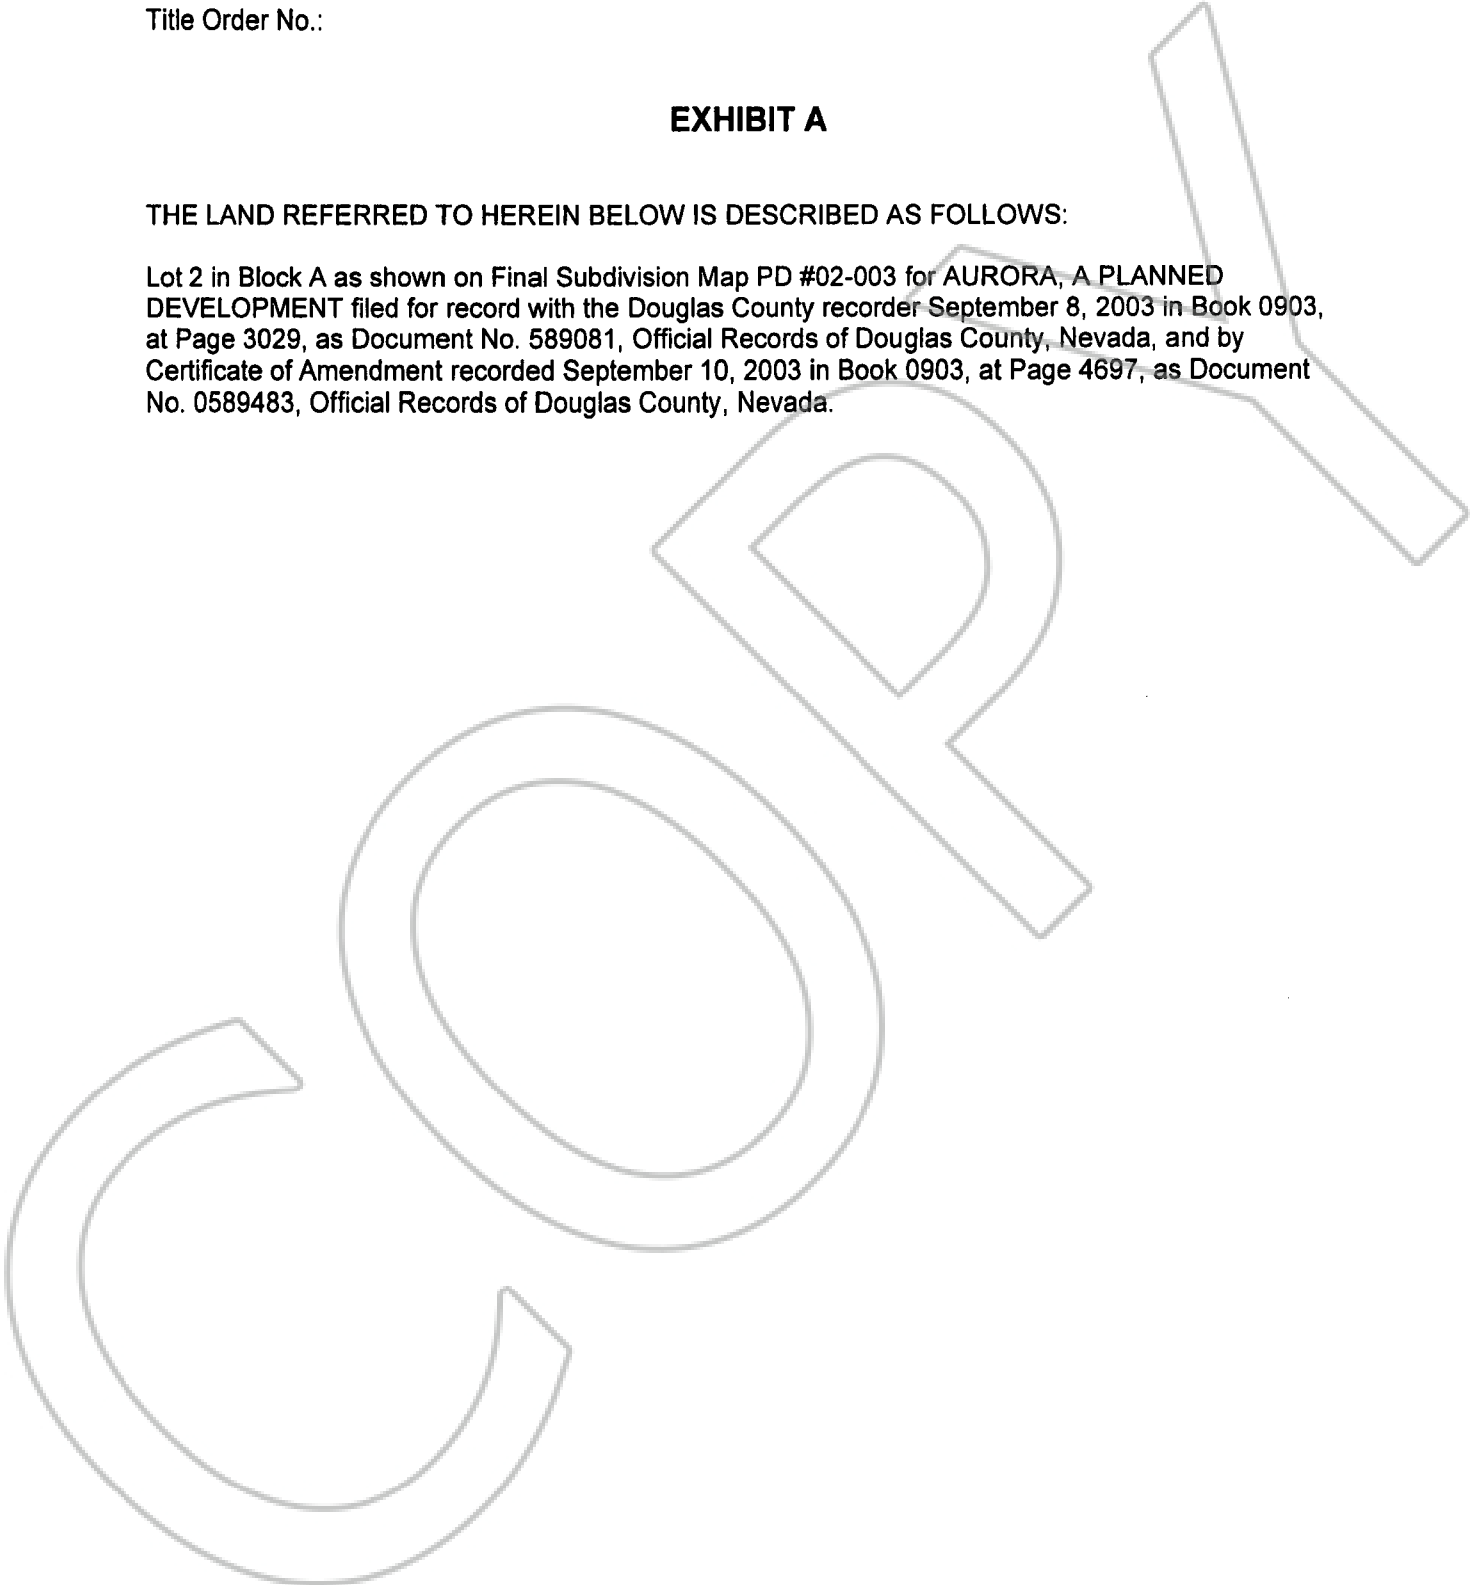 Title Order No.:
EXHIBIT A
THE LAND REFERRED TO HEREIN BELOW IS DESCRIBED AS FOLLOWS:
Lot 2 in Block A as shown on Final Subdivision Map PD #02-003 for AURORA, A PLANNED
DEVELOPMENT filed for record with the Douglas County recorder September 8, 2003 in Book 0903,
at Page 3029, as Document No. 589081, Official Records of Douglas County, Nevada, and by
Certificate of Amendment recorded September 10, 2003 in Book 0903, at Page 4697, as Document
No. 0589483, Official Records of Douglas County, Nevada.
COPY